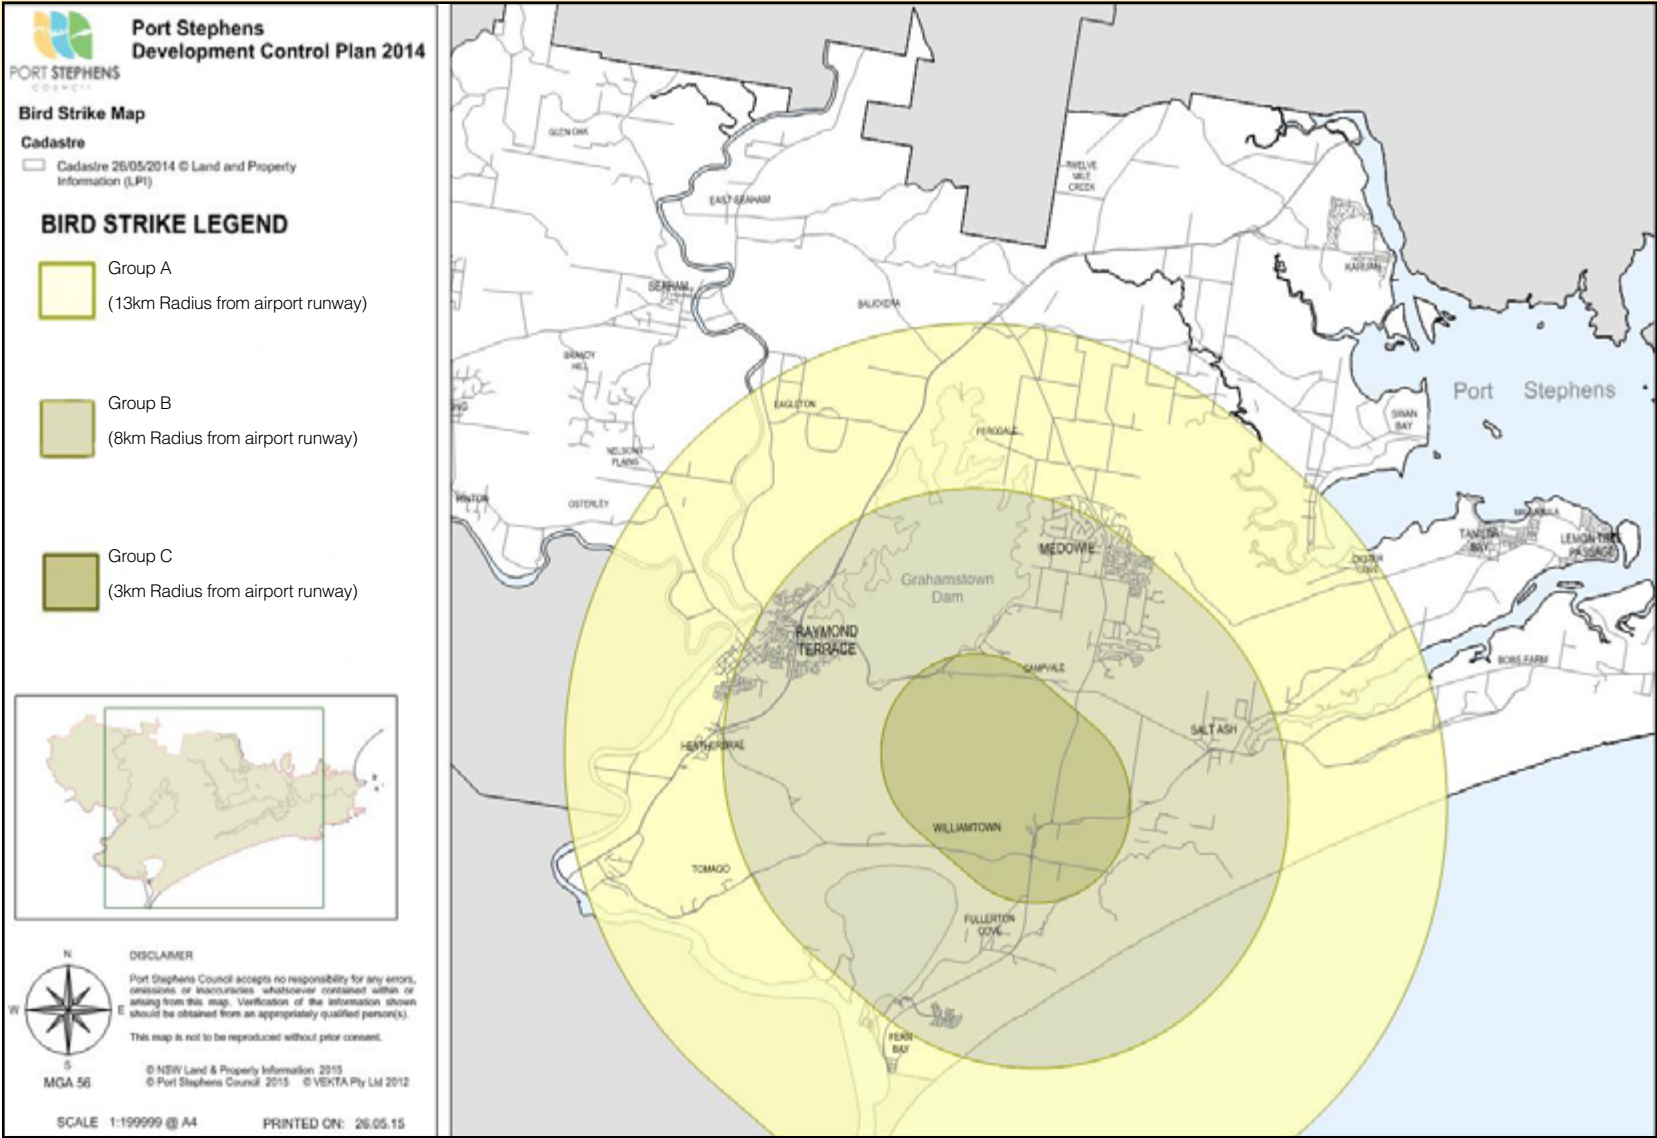 Port Stephens
Development Control Plan 2014
PORT STEPHENS
COUNCIL
Bird Strike Map
Cadastre
Cadastre 26/05/2014 © Land and Property
Information (LPI)
BIRD STRIKE LEGEND
Group A
(13km Radius from airport runway)
Group B
(8km Radius from airport runway)
Group C
(3km Radius from airport runway)
N
W
E
S
MGA 56
DISCLAIMER
Port Stephens Council accepts no responsibility for any errors,
omissions or inaccuracies whatsoever contained within or
arising from this map. Verification of the information shown
should be obtained from an appropriately qualified person(s).
This map is not to be reproduced without prior consent.
© NSW Land & Property Information 2015
© Port Stephens Council 2015 © VEKTA Pty Ltd 2012
SCALE 1:199999 @ A4
PRINTED ON: 26.05.15
GLEN OAK
TWELVE
MILE
CREEK
EAST SEAHAM
KARUAH
SEAHAM
BALICKERA
BRANDY
HILL
Port Stephens
EAGLETON
SWAN
BAY
FERODALE
NELSONS
PLAINS
HINTON
OSTERLEY
TANILBA
BAY
LEMON TREE
PASSAGE
MEDOWIE
OYSTER
COVE
Grahamstown
Dam
RAYMOND
TERRACE
CAMPVALE
BOBS FARM
SALT ASH
HEATHERBRAE
WILLIAMTOWN
TOMAGO
FULLERTON
COVE
FERN
BAY